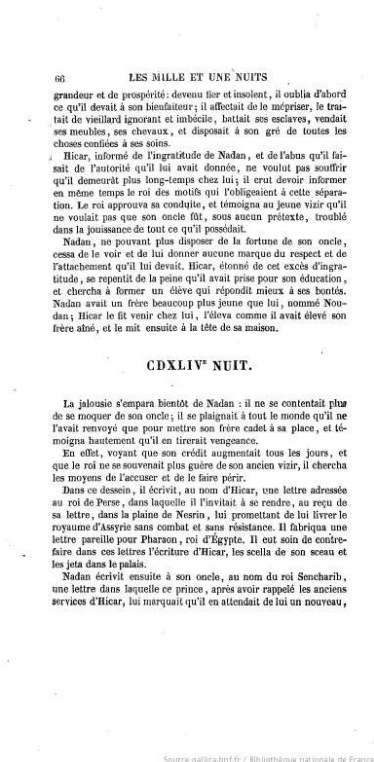 66 LES MILLE ET UNE NUITS
grandeur et de prospérité: devenu fier et insolent, il oublia d'abord
ce qu'il devait à son bienfaiteur; il affectait de le mépriser, le trai-
tait de vieillard ignorant et imbécile, battait ses esclaves, vendait
ses meubles, ses chevaux, et disposait à son gré de toutes les
choses confiées à ses soins.
Hicar, informé de l'ingratitude de Nadan, et de l'abus qu'il fai-
sait de l'autorité qu'il lui avait donnée, ne voulut pas souffrir
qu'il demeurât plus long-temps chez lui; il crut devoir informer
en même temps le roi des motifs qui l'obligeaient à cette sépara-
tion. Le roi approuva sa conduite, et témoigna au jeune vizir qu'il
ne voulait pas que son oncle fût, sous aucun prétexte, troublé
dans la jouissance de tout ce qu'il possédait.
Nadan, ne pouvant plus disposer de la fortune de son oncle,
cessa de le voir et de lui donner aucune marque du respect et de
l'attachement qu'il lui devait. Hicar, étonné de cet excès d'ingra-
titude, se repentit de la peine qu'il avait prise pour son éducation,
et chercha à former un élève qui répondit mieux à ses bontés.
Nadan avait un frère beaucoup plus jeune que lui, nommé Nou-
dan; Hicar le fit venir chez lui, l'éleva comme il avait élevé son
frère aîné, et le mit ensuite à la tête de sa maison.
CDXLIVe NUIT.
La jalousie s'empara bientôt de Nadan: il ne se contentait plus
de se moquer de son oncle; il se plaignait à tout le monde qu'il ne
l'avait renvoyé que pour mettre son frère cadet à sa place, et té-
moigna hautement qu'il en tirerait vengeance.
En effet, voyant que son crédit augmentait tous les jours, et
que le roi ne se souvenait plus guère de son ancien vizir, il chercha
les moyens de l'accuser et de le faire périr.
Dans ce dessein, il écrivit, au nom d'Hicar, une lettre adressée
au roi de Perse, dans laquelle il l'invitait à se rendre, au reçu de
sa lettre, dans la plaine de Nesrin, lui promettant de lui livrer le
royaume d'Assyrie sans combat et sans résistance. Il fabriqua une
lettre pareille pour Pharaon, roi d'Égypte. Il eut soin de contre-
faire dans ces lettres l'écriture d'Hicar, les scella de son sceau et
les jeta dans le palais.
Nadan écrivit ensuite à son oncle, au nom du roi Sencharib,
une lettre dans laquelle ce prince, après avoir rappelé les anciens
services d'Hicar, lui marquait qu'il en attendait de lui un nouveau,
Source gallica.bnf.fr / Bibliothèque nationale de France